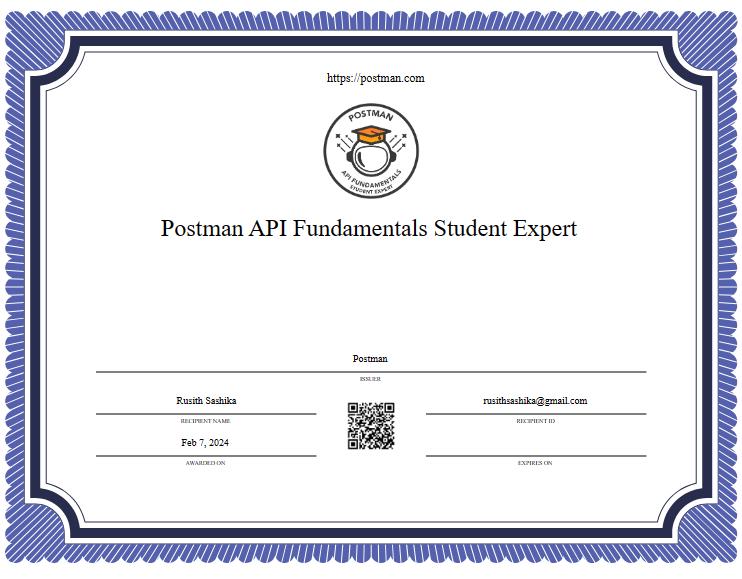 https://postman.com
POSTMAN
API FUNDAMENTALS
STUDENT EXPERT
Postman API Fundamentals Student Expert
Postman
ISSUER
Rusith Sashika
rusithsashika@gmail.com
RECIPIENT NAME
RECIPIENT ID
Feb 7, 2024
AWARDED ON
EXPIRES ON